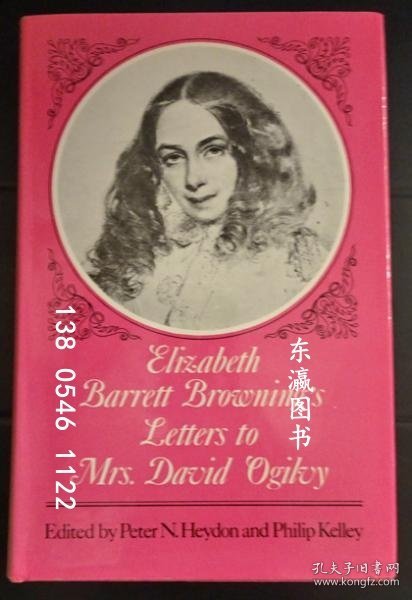 Elizabeth
Barrett Browning's
Letters to
Mrs. David Ogilvy
Edited by Peter N. Heydon and Philip Kelley
138 0546 1122
东瀛图书
孔夫子旧书网
www.kongfz.com